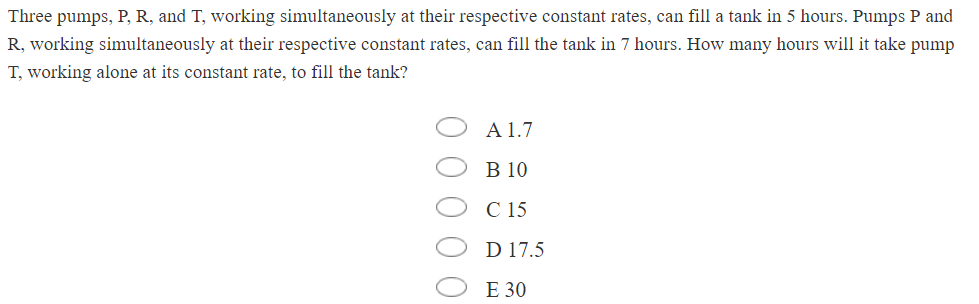 Three pumps, P, R, and T, working simultaneously at their respective constant rates, can fill a tank in 5 hours. Pumps P and
R, working simultaneously at their respective constant rates, can fill the tank in 7 hours. How many hours will it take pump
T, working alone at its constant rate, to fill the tank?
A 1.7
B 10
C 15
D 17.5
E 30